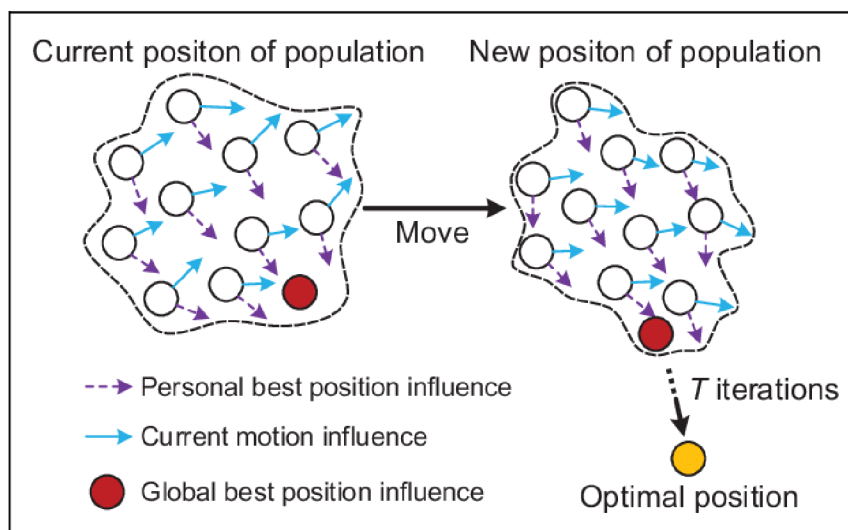 Current positon of population
New positon of population
Move
Personal best position influence
Current motion influence
Global best position influence
T iterations
Optimal position